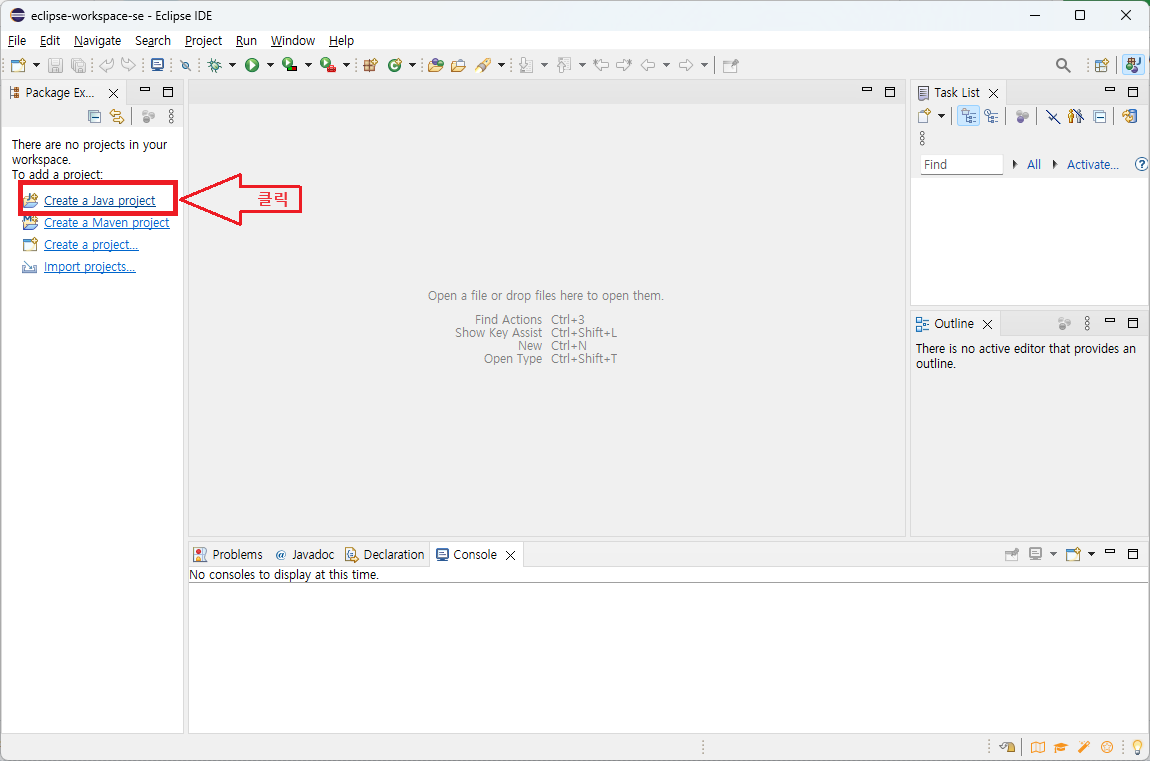 eclipse-workspace-se - Eclipse IDE
File Edit Navigate Search Project Run Window Help
Package Ex...
There are no projects in your
workspace.
To add a project:
Create a Java project
클릭
Create a Maven project
Create a project...
Import projects...
Open a file or drop files here to open them.
Find Actions Ctrl+3
Show Key Assist Ctrl+Shift+L
New Ctrl+N
Open Type Ctrl+Shift+T
Task List
Find All Activate...
Outline
There is no active editor that provides an
outline.
Problems @ Javadoc Declaration Console
No consoles to display at this time.